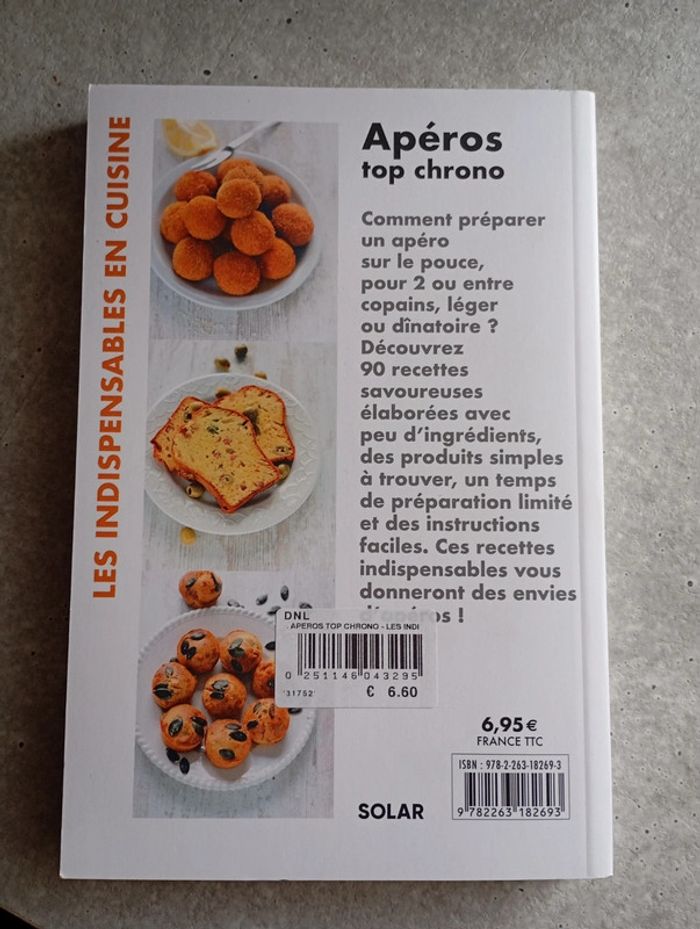 LES INDISPENSABLES EN CUISINE
Apéros
top chrono
Comment préparer
un apéro
sur le pouce,
pour 2 ou entre
copains, léger
ou dînatoire ?
Découvrez
90 recettes
savoureuses
élaborées avec
peu d'ingrédients,
des produits simples
à trouver, un temps
de préparation limité
et des instructions
faciles. Ces recettes
indispensables vous
donneront des envies
d'apéros !
DNL
. APEROS TOP CHRONO - LES INDI
0 251146 043295
'31752'
€ 6.60
6,95 €
FRANCE TTC
ISBN : 978-2-263-18269-3
9 782263 182693
SOLAR